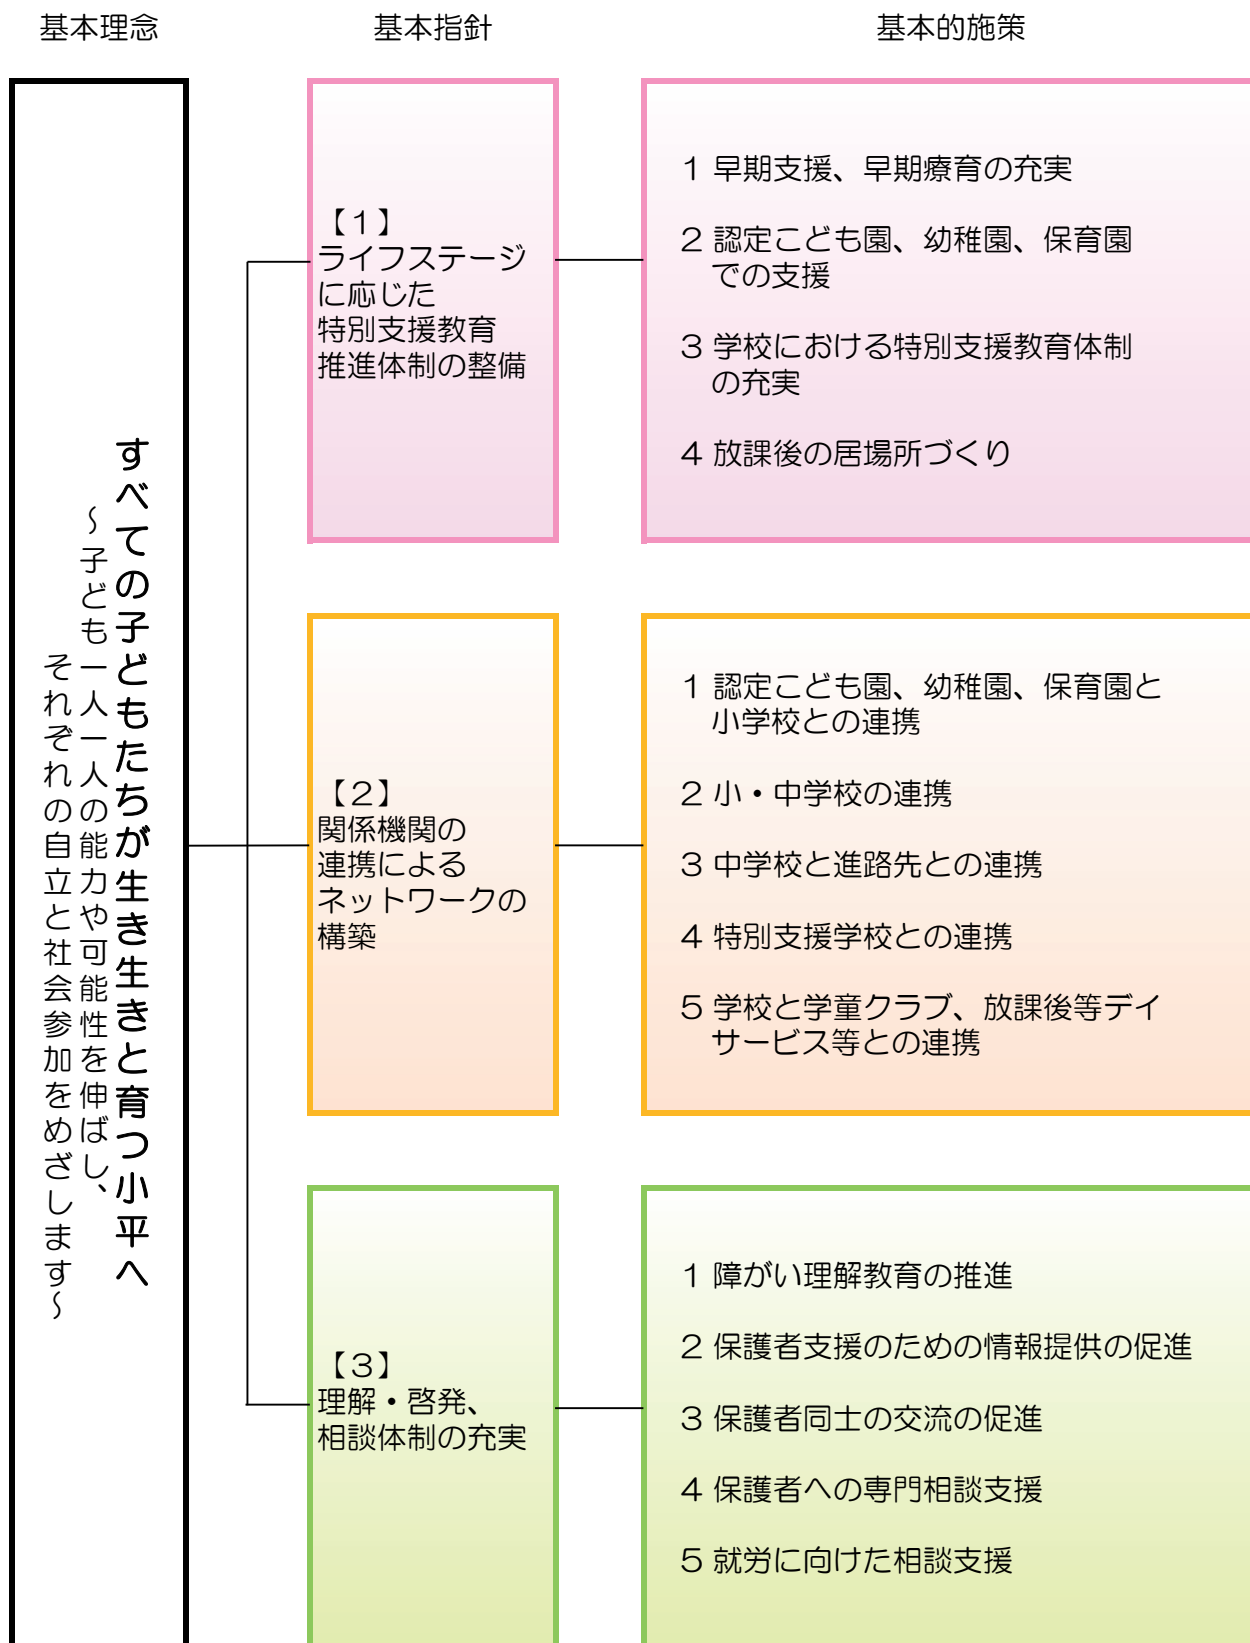 基本理念
基本指針
基本的施策
すべての子どもたちが生き生きと育つ小平へ
～子ども一人一人の能力や可能性を伸ばし、
それぞれの自立と社会参加をめざします～
【１】
ライフステージ
に応じた
特別支援教育
推進体制の整備
１ 早期支援、早期療育の充実
２ 認定こども園、幼稚園、保育園
での支援
３ 学校における特別支援教育体制
の充実
４ 放課後の居場所づくり
【２】
関係機関の
連携による
ネットワークの
構築
１ 認定こども園、幼稚園、保育園と
小学校との連携
２ 小・中学校の連携
３ 中学校と進路先との連携
４ 特別支援学校との連携
５ 学校と学童クラブ、放課後等デイ
サービス等との連携
【３】
理解・啓発、
相談体制の充実
１ 障がい理解教育の推進
２ 保護者支援のための情報提供の促進
３ 保護者同士の交流の促進
４ 保護者への専門相談支援
５ 就労に向けた相談支援